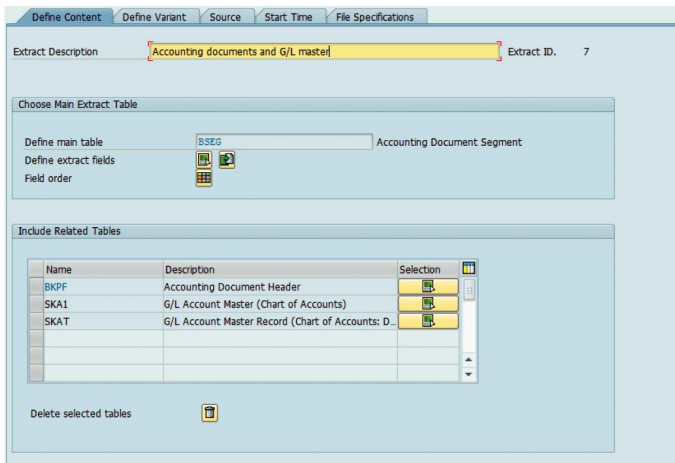 Define Content Define Variant Source Start Time File Specifications
Extract Description Accounting documents and G/L master Extract ID. 7
Choose Main Extract Table
Define main table BSEG Accounting Document Segment
Define extract fields
Field order
Include Related Tables
Name Description Selection
BKPF Accounting Document Header
SKA1 G/L Account Master (Chart of Accounts)
SKAT G/L Account Master Record (Chart of Accounts: D..
Delete selected tables